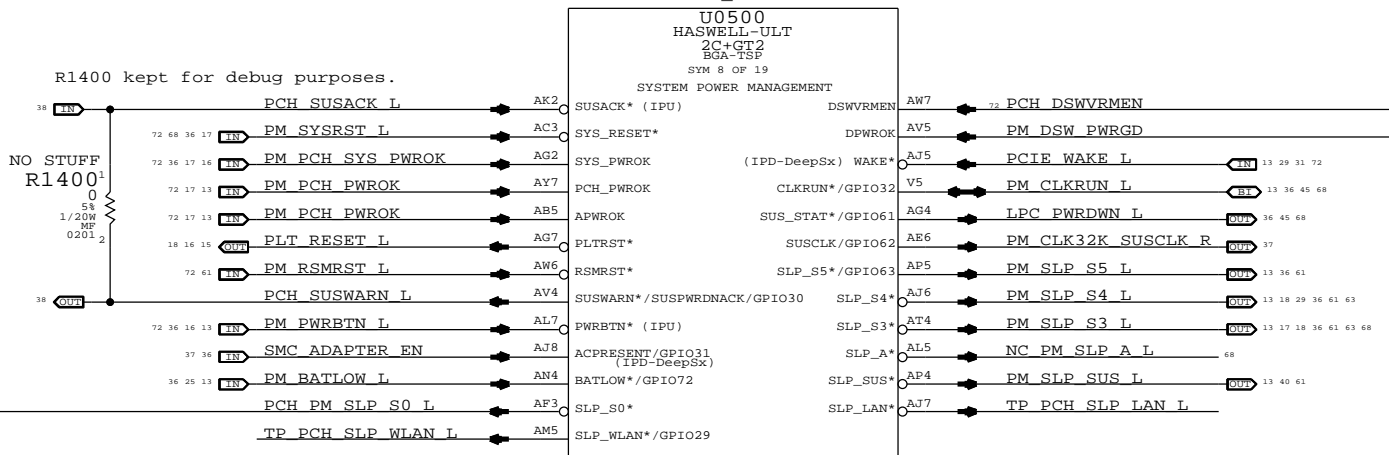 U0500
HASWELL-ULT
2C+GT2
BGA-TSP
SYM 8 OF 19
SYSTEM POWER MANAGEMENT
R1400 kept for debug purposes.
38 IN PCH_SUSACK_L AK2 SUSACK* (IPU)
72 68 36 17 IN PM_SYSRST_L AC3 SYS_RESET*
72 36 17 16 IN PM_PCH_SYS_PWROK AG2 SYS_PWROK
72 17 13 IN PM_PCH_PWROK AY7 PCH_PWROK
72 17 13 IN PM_PCH_PWROK AB5 APWROK
18 16 15 OUT PLT_RESET_L AG7 PLTRST*
72 61 IN PM_RSMRST_L AW6 RSMRST*
38 OUT PCH_SUSWARN_L AV4 SUSWARN*/SUSPWRDNACK/GPIO30
72 36 16 13 IN PM_PWRBTN_L AL7 PWRBTN* (IPU)
37 36 IN SMC_ADAPTER_EN AJ8 ACPRESENT/GPIO31
(IPD-DeepSx)
36 25 13 IN PM_BATLOW_L AN4 BATLOW*/GPIO72
PCH_PM_SLP_S0_L AF3 SLP_S0*
TP_PCH_SLP_WLAN_L AM5 SLP_WLAN*/GPIO29
NO STUFF
R1400 1
0
5%
1/20W
MF
0201 2
DSWVRMEN AW7 72 PCH_DSWVRMEN
DPWROK AV5 PM_DSW_PWRGD
(IPD-DeepSx) WAKE* AJ5 PCIE_WAKE_L IN 13 29 31 72
CLKRUN*/GPIO32 V5 PM_CLKRUN_L BI 13 36 45 68
SUS_STAT*/GPIO61 AG4 LPC_PWRDWN_L OUT 36 45 68
SUSCLK/GPIO62 AE6 PM_CLK32K_SUSCLK_R OUT 37
SLP_S5*/GPIO63 AP5 PM_SLP_S5_L OUT 13 36 61
SLP_S4* AJ6 PM_SLP_S4_L OUT 13 18 29 36 61 63
SLP_S3* AT4 PM_SLP_S3_L OUT 13 17 18 36 61 63 68
SLP_A* AL5 NC_PM_SLP_A_L 68
SLP_SUS* AP4 PM_SLP_SUS_L OUT 13 40 61
SLP_LAN* AJ7 TP_PCH_SLP_LAN_L